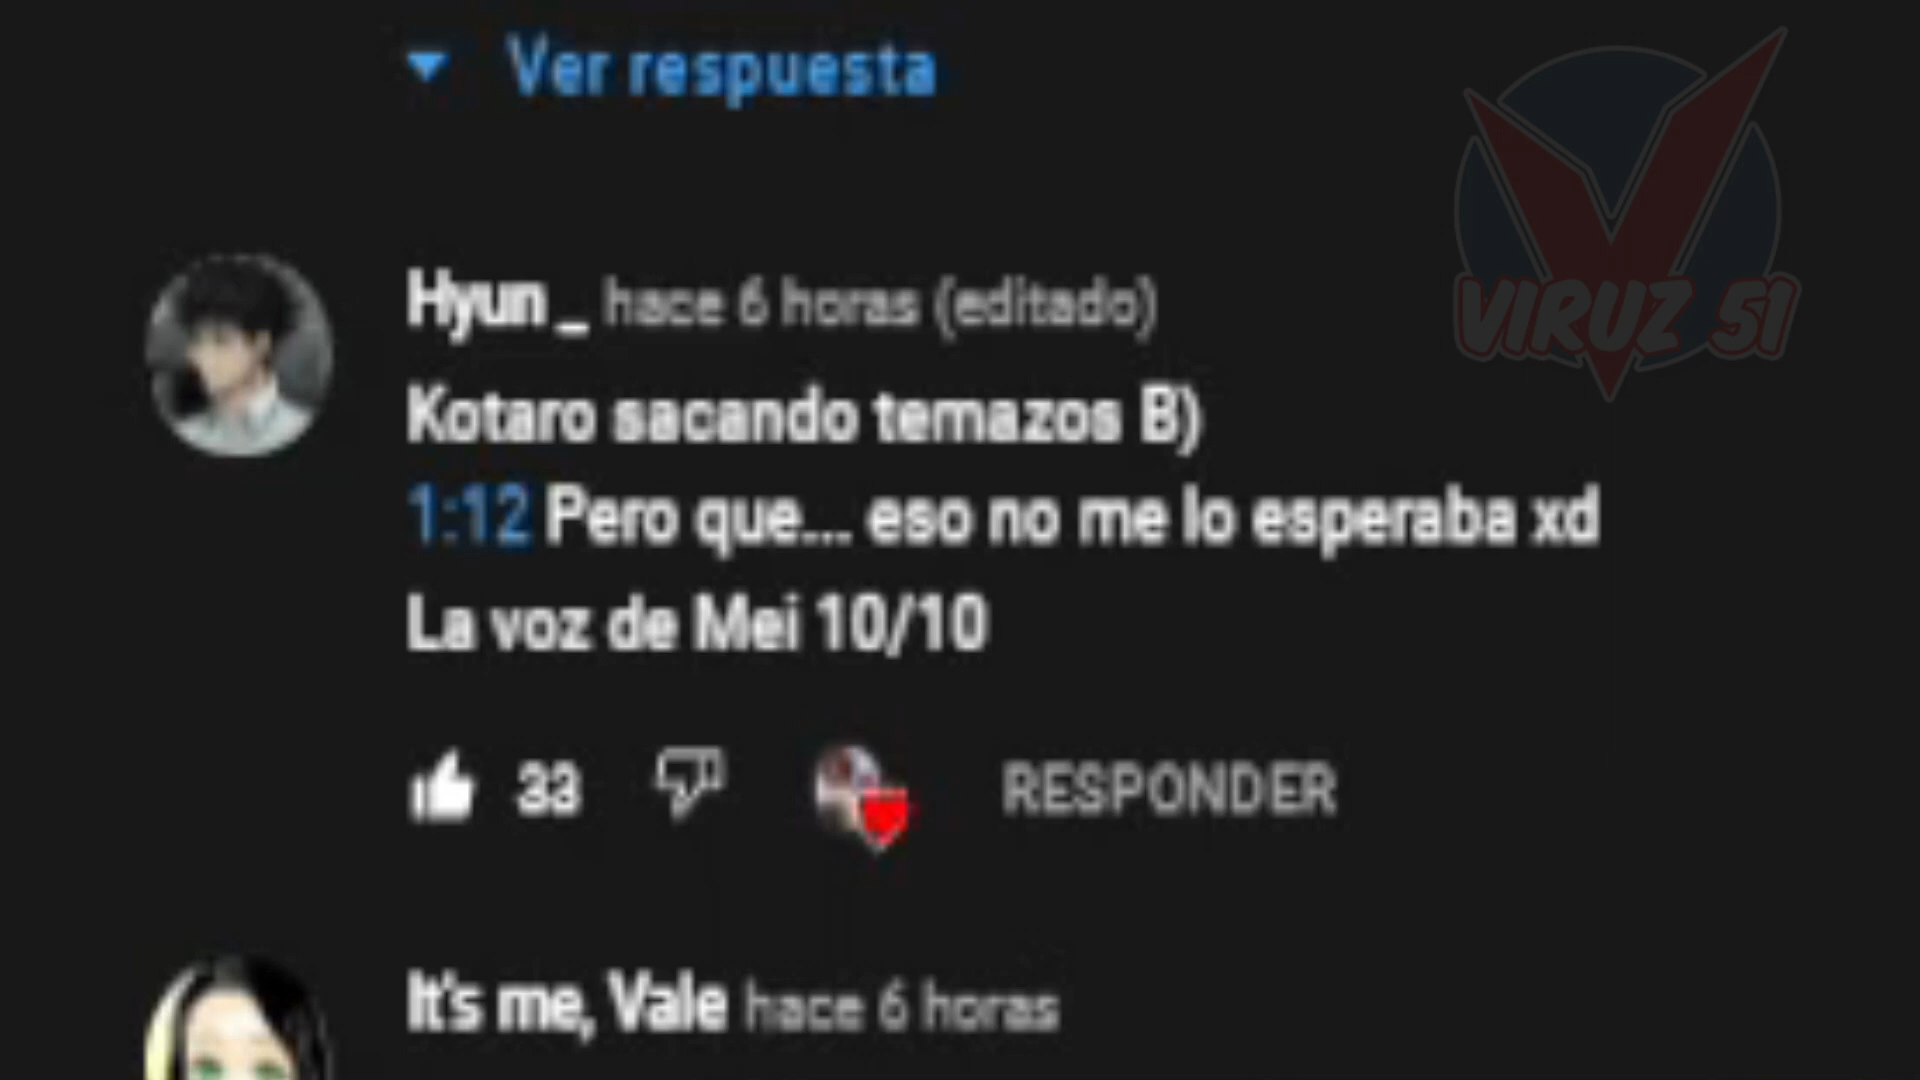 Ver respuesta
VIRUZ 51
Hyun _ hace 6 horas (editado)
Kotaro sacando temazos B)
1:12 Pero que... eso no me lo esperaba xd
La voz de Mei 10/10
33 RESPONDER
It's me, Vale hace 6 horas